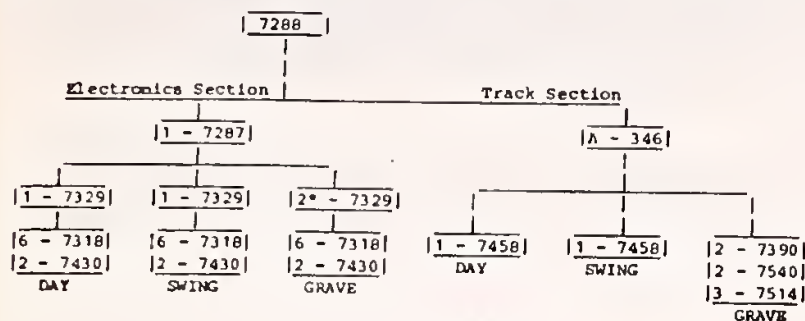 7288
Electronics Section Track Section
1 - 7287 A - 346
1 - 7329 1 - 7329 2* - 7329
6 - 7318 6 - 7318 6 - 7318 1 - 7458 1 - 7458 2 - 7390
2 - 7430 2 - 7430 2 - 7430 DAY SWING 2 - 7540
DAY SWING GRAVE 3 - 7514
GRAVE